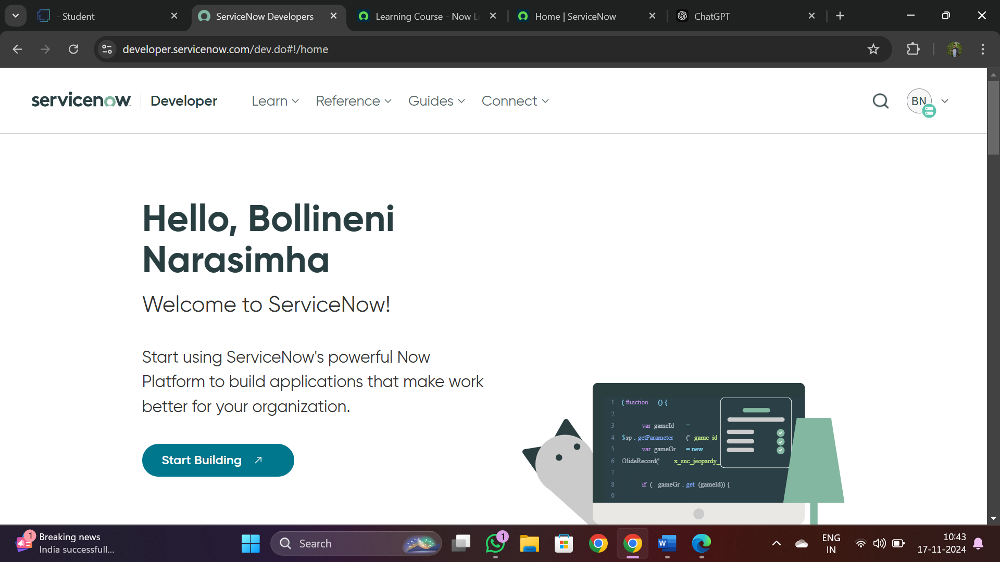 - Student
ServiceNow Developers
Learning Course - Now L
Home | ServiceNow
ChatGPT
developer.servicenow.com/dev.do#!/home
servicenow
Developer
Learn
Reference
Guides
Connect
BN
Hello, Bollineni
Narasimha
Welcome to ServiceNow!
Start using ServiceNow's powerful Now
Platform to build applications that make work
better for your organization.
Start Building
1 ( function () {
2
3 var gameId =
4 $sp . getParameter (' game_id
5 var gameGr = new
6 GlideRecord(' x_snc_jeopardy_
7
8 if ( gameGr . get (gameId)) {
9
1
Breaking news
India successfull...
Search
1
W
ENG
IN
10:43
17-11-2024